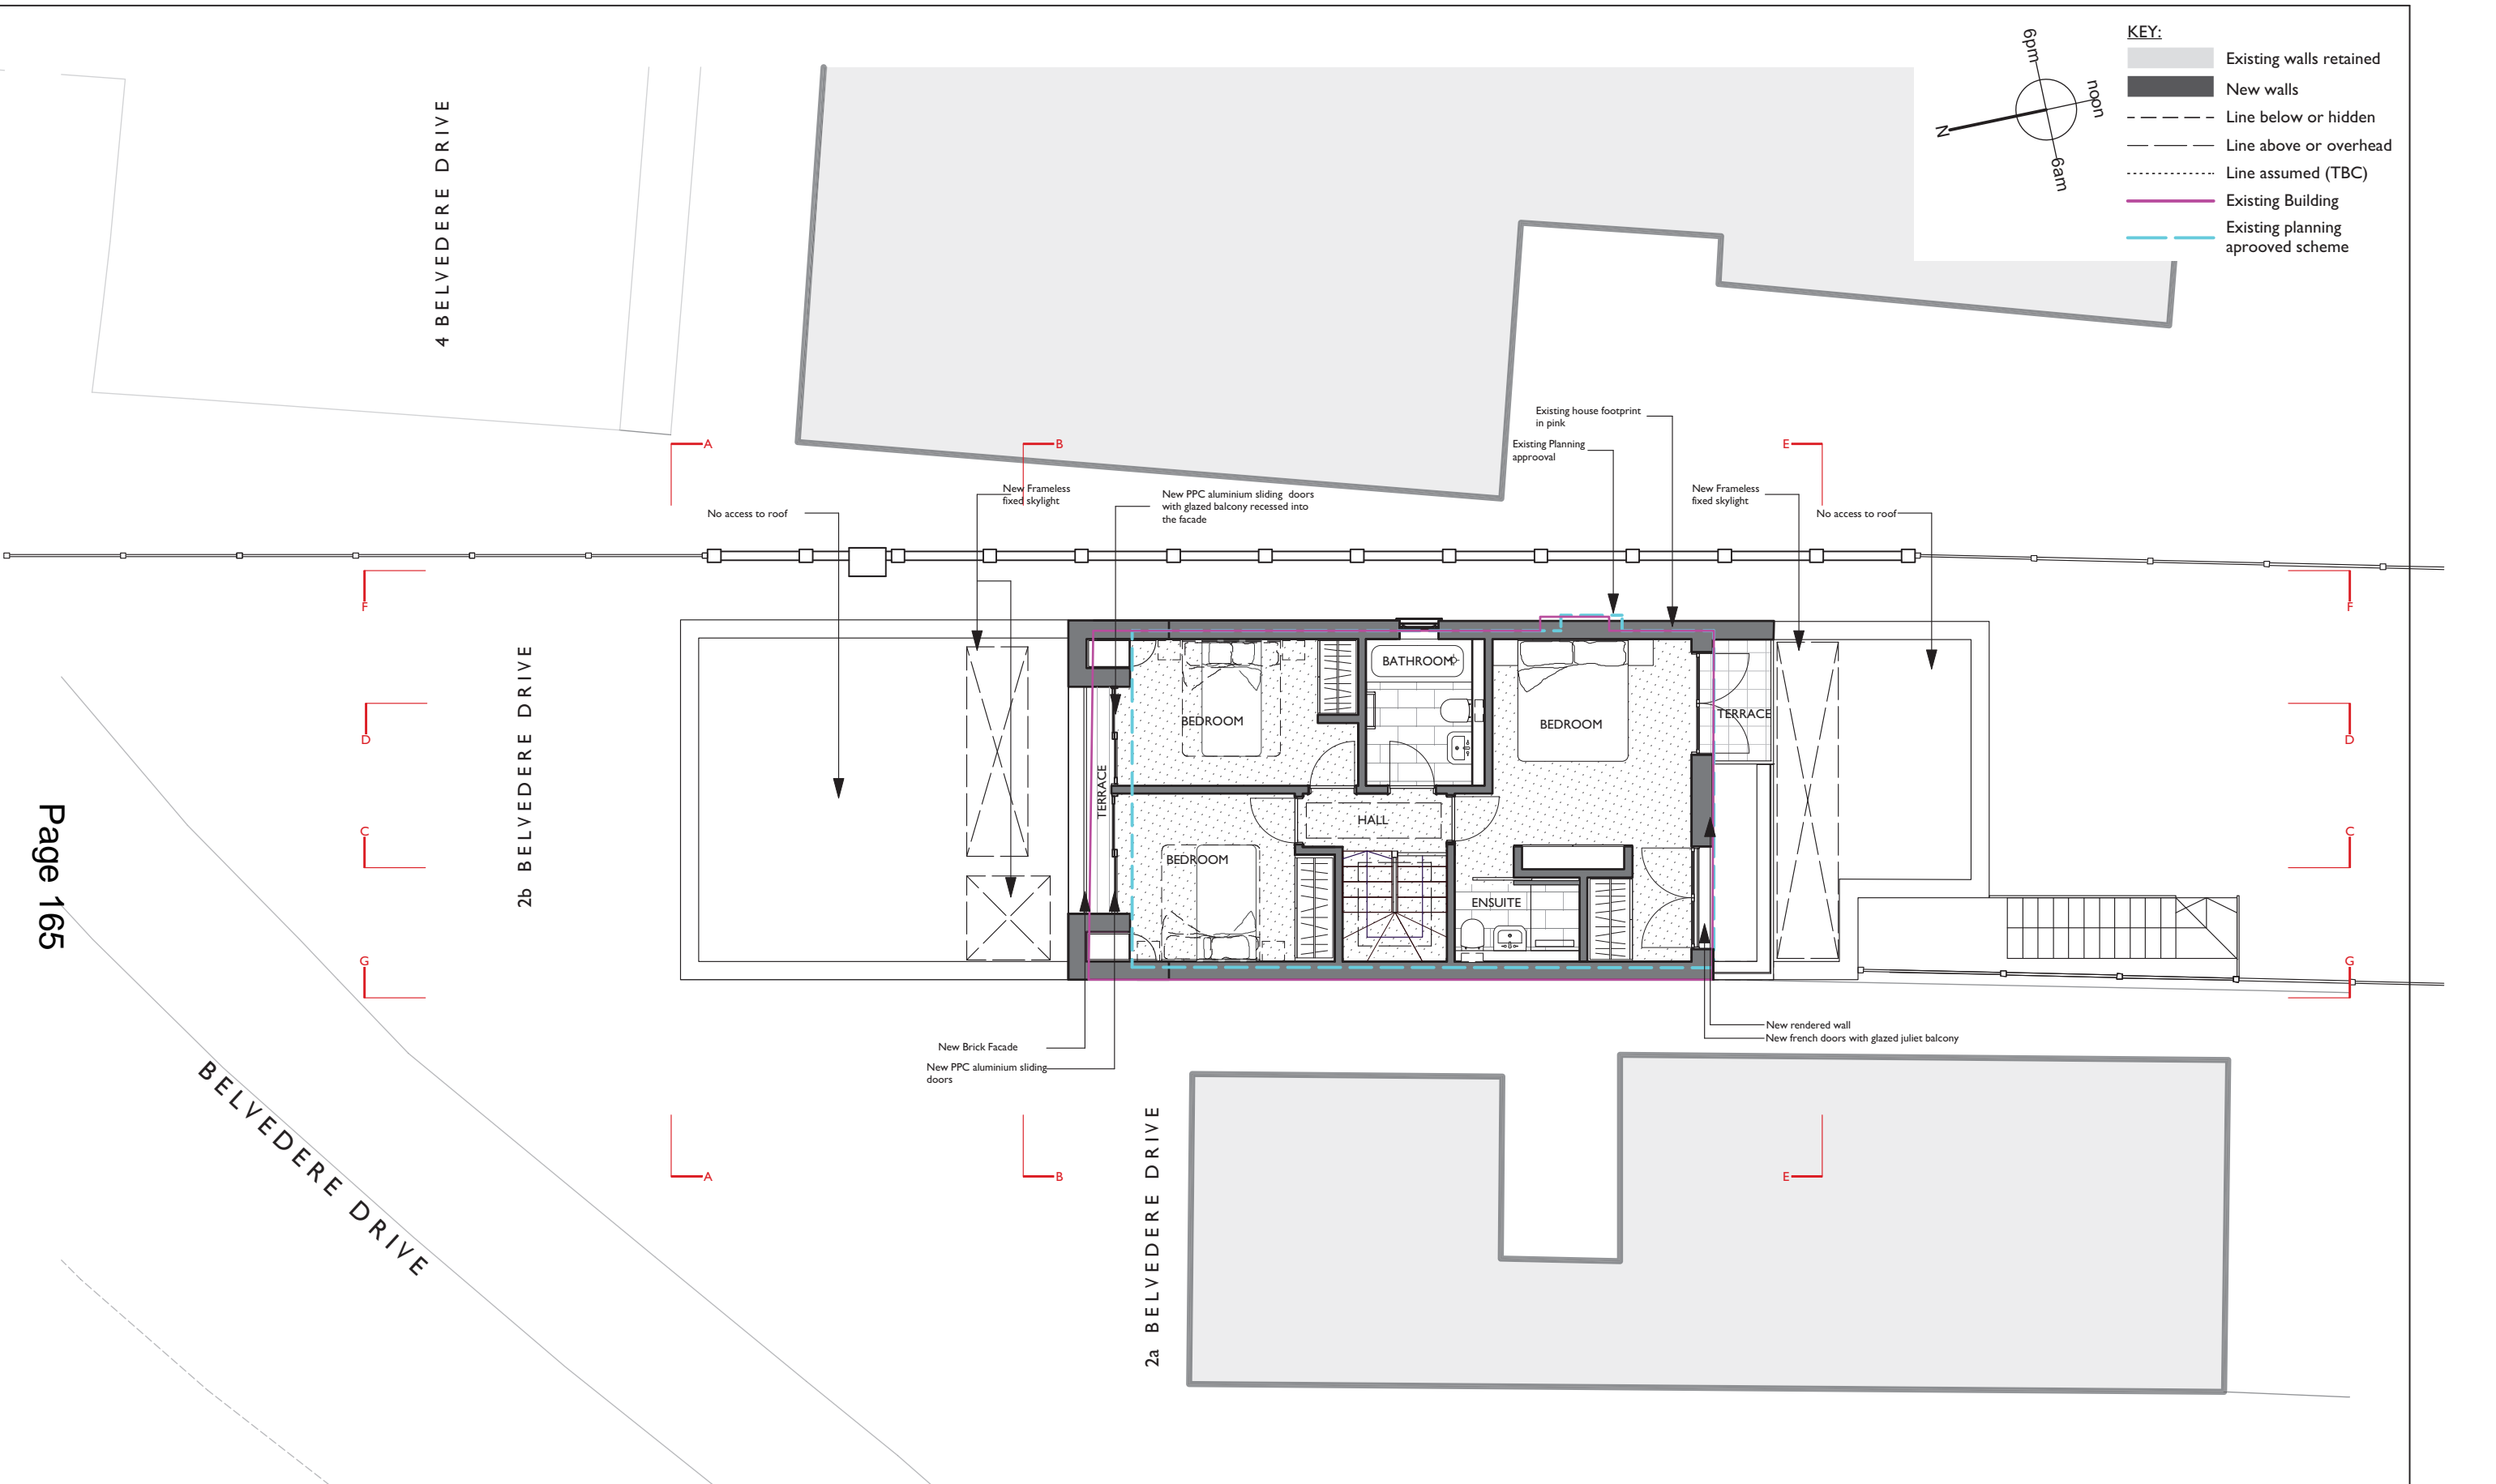 KEY:
Existing walls retained
New walls
Line below or hidden
Line above or overhead
Line assumed (TBC)
Existing Building
Existing planning
aprooved scheme
6pm
noon
N
6am
4 BELVEDERE DRIVE
Existing house footprint
in pink
Existing Planning
approoval
A
B
E
New Frameless
fixed skylight
New PPC aluminium sliding doors
with glazed balcony recessed into
the facade
No access to roof
New Frameless
fixed skylight
No access to roof
F
F
D
D
C
C
G
G
2b BELVEDERE DRIVE
BATHROOM
BEDROOM
BEDROOM
TERRACE
TERRACE
HALL
BEDROOM
ENSUITE
Page 165
New rendered wall
New french doors with glazed juliet balcony
New Brick Facade
New PPC aluminium sliding
doors
BELVEDERE DRIVE
2a BELVEDERE DRIVE
A
B
E